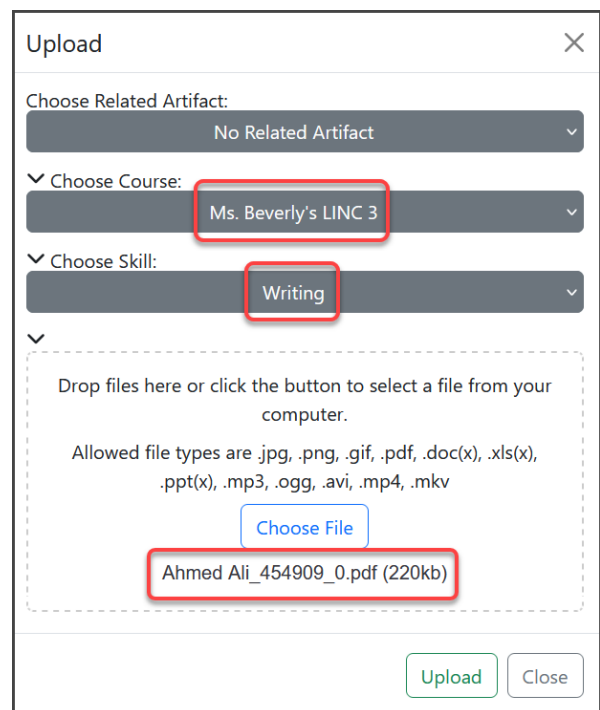 Upload
Choose Related Artifact:
No Related Artifact
Choose Course:
Ms. Beverly's LINC 3
Choose Skill:
Writing
Drop files here or click the button to select a file from your
computer.
Allowed file types are .jpg, .png, .gif, .pdf, .doc(x), .xls(x),
.ppt(x), .mp3, .ogg, .avi, .mp4, .mkv
Choose File
Ahmed Ali_454909_0.pdf (220kb)
Upload
Close